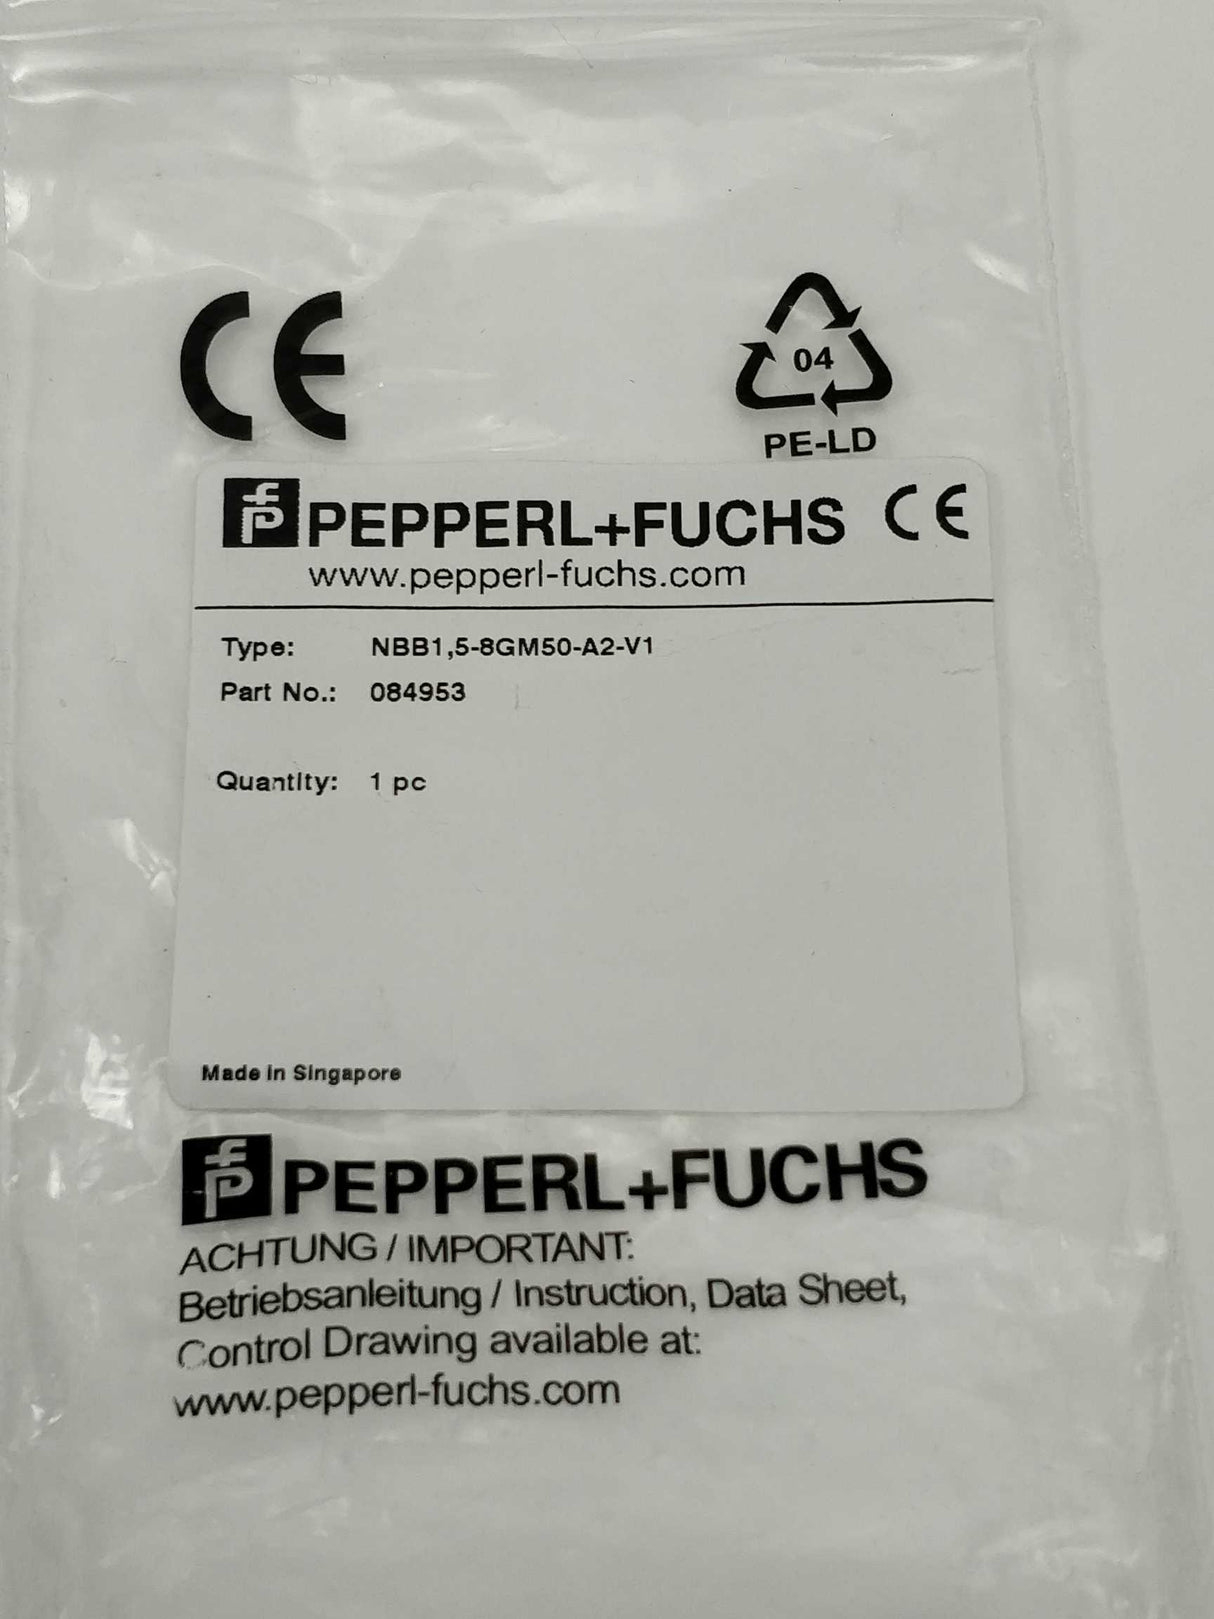 CE
04
PE-LD
PEPPERL+FUCHS CE
www.pepperl-fuchs.com
Type: NBB1,5-8GM50-A2-V1
Part No.: 084953
Quantity: 1 pc
Made in Singapore
PEPPERL+FUCHS
ACHTUNG / IMPORTANT:
Betriebsanleitung / Instruction, Data Sheet,
Control Drawing available at:
www.pepperl-fuchs.com